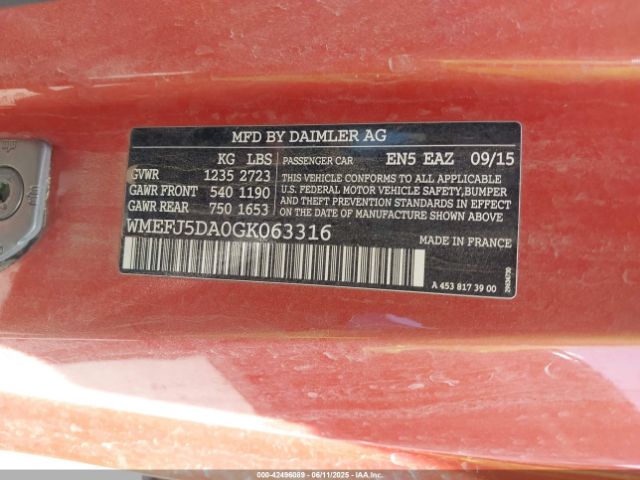 MFD BY DAIMLER AG
KG LBS PASSENGER CAR EN5 EAZ 09/15
GVWR 1235 2723 THIS VEHICLE CONFORMS TO ALL APPLICABLE
GAWR FRONT 540 1190 U.S. FEDERAL MOTOR VEHICLE SAFETY,BUMPER
AND THEFT PREVENTION STANDARDS IN EFFECT
GAWR REAR 750 1653 ON THE DATE OF MANUFACTURE SHOWN ABOVE.
WMEFJ5DA0GK063316 MADE IN FRANCE
A 453 817 39 00
000-42496089 - 06/11/2025 - IAAI.COM